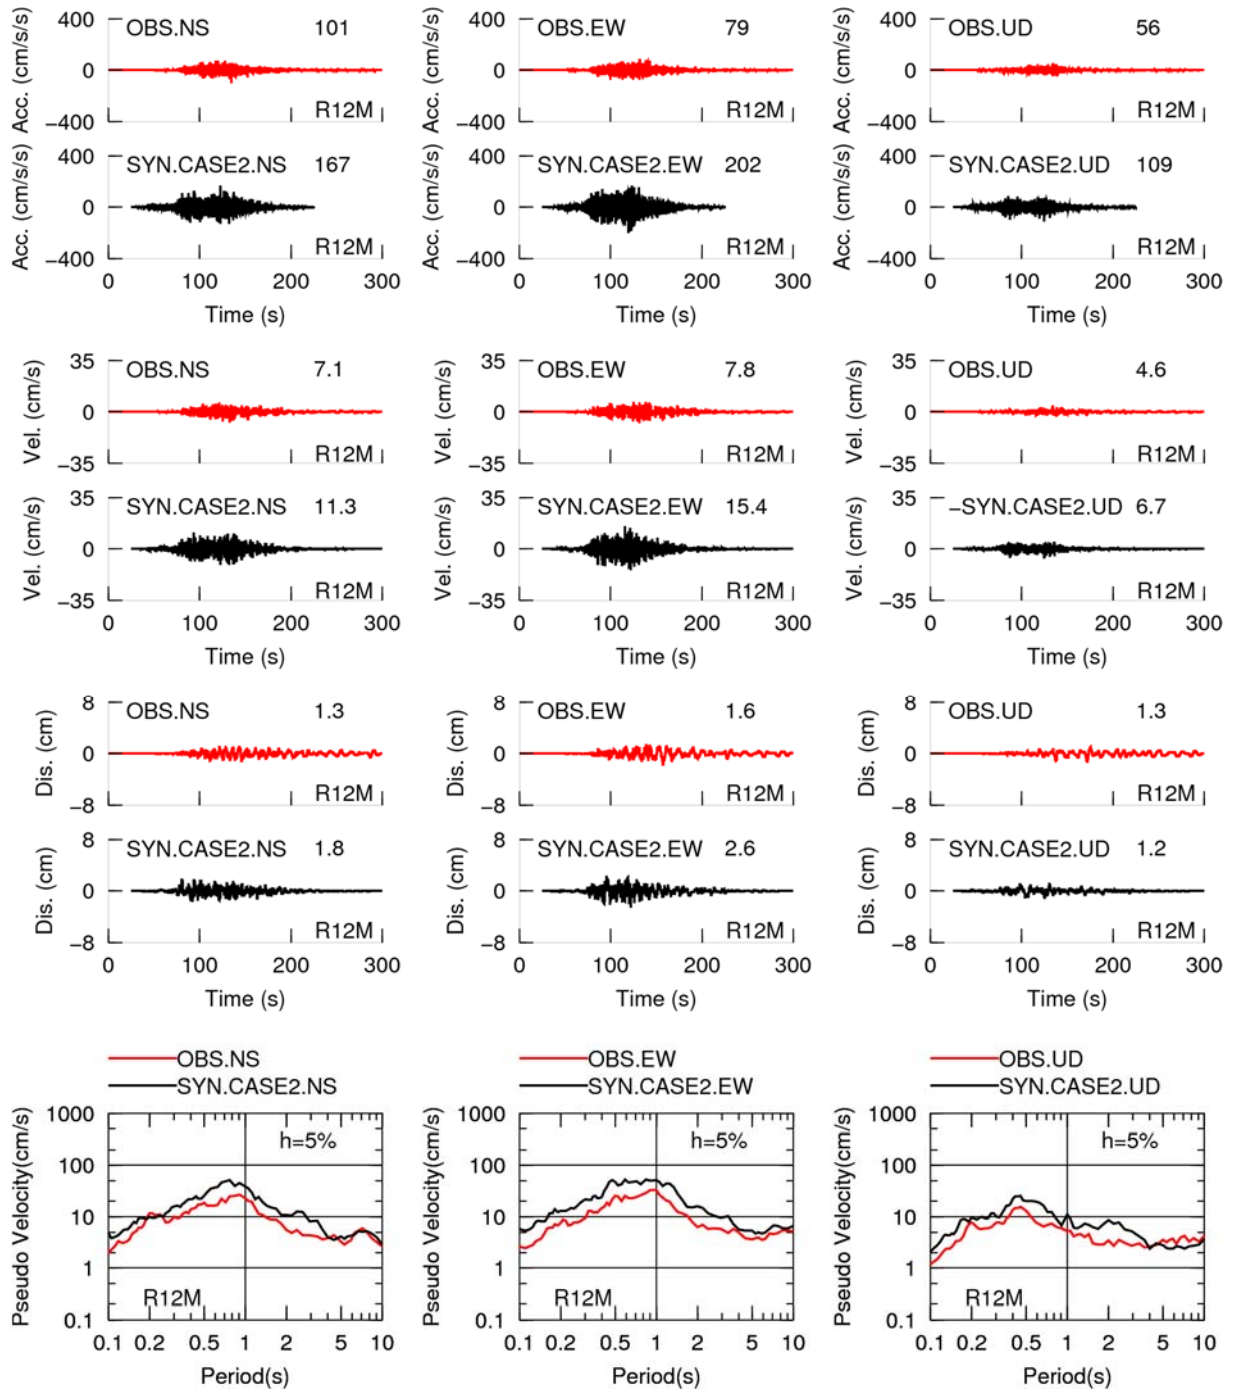 400 OBS.NS 101
Acc. (cm/s/s) 0
-400 R12M
400 OBS.EW 79
Acc. (cm/s/s) 0
-400 R12M
400 OBS.UD 56
Acc. (cm/s/s) 0
-400 R12M
400 SYN.CASE2.NS 167
Acc. (cm/s/s) 0
-400 R12M
0 100 200 300
Time (s)
400 SYN.CASE2.EW 202
Acc. (cm/s/s) 0
-400 R12M
0 100 200 300
Time (s)
400 SYN.CASE2.UD 109
Acc. (cm/s/s) 0
-400 R12M
0 100 200 300
Time (s)
35 OBS.NS 7.1
Vel. (cm/s) 0
-35 R12M
35 OBS.EW 7.8
Vel. (cm/s) 0
-35 R12M
35 OBS.UD 4.6
Vel. (cm/s) 0
-35 R12M
35 SYN.CASE2.NS 11.3
Vel. (cm/s) 0
-35 R12M
0 100 200 300
Time (s)
35 SYN.CASE2.EW 15.4
Vel. (cm/s) 0
-35 R12M
0 100 200 300
Time (s)
35 -SYN.CASE2.UD 6.7
Vel. (cm/s) 0
-35 R12M
0 100 200 300
Time (s)
8 OBS.NS 1.3
Dis. (cm) 0
-8 R12M
8 OBS.EW 1.6
Dis. (cm) 0
-8 R12M
8 OBS.UD 1.3
Dis. (cm) 0
-8 R12M
8 SYN.CASE2.NS 1.8
Dis. (cm) 0
-8 R12M
0 100 200 300
Time (s)
8 SYN.CASE2.EW 2.6
Dis. (cm) 0
-8 R12M
0 100 200 300
Time (s)
8 SYN.CASE2.UD 1.2
Dis. (cm) 0
-8 R12M
0 100 200 300
Time (s)
OBS.NS
SYN.CASE2.NS
Pseudo Velocity(cm/s)
1000
h=5%
100
10
1
R12M
0.1
0.1 0.2 0.5 1 2 5 10
Period(s)
OBS.EW
SYN.CASE2.EW
Pseudo Velocity(cm/s)
1000
h=5%
100
10
1
R12M
0.1
0.1 0.2 0.5 1 2 5 10
Period(s)
OBS.UD
SYN.CASE2.UD
Pseudo Velocity(cm/s)
1000
h=5%
100
10
1
R12M
0.1
0.1 0.2 0.5 1 2 5 10
Period(s)